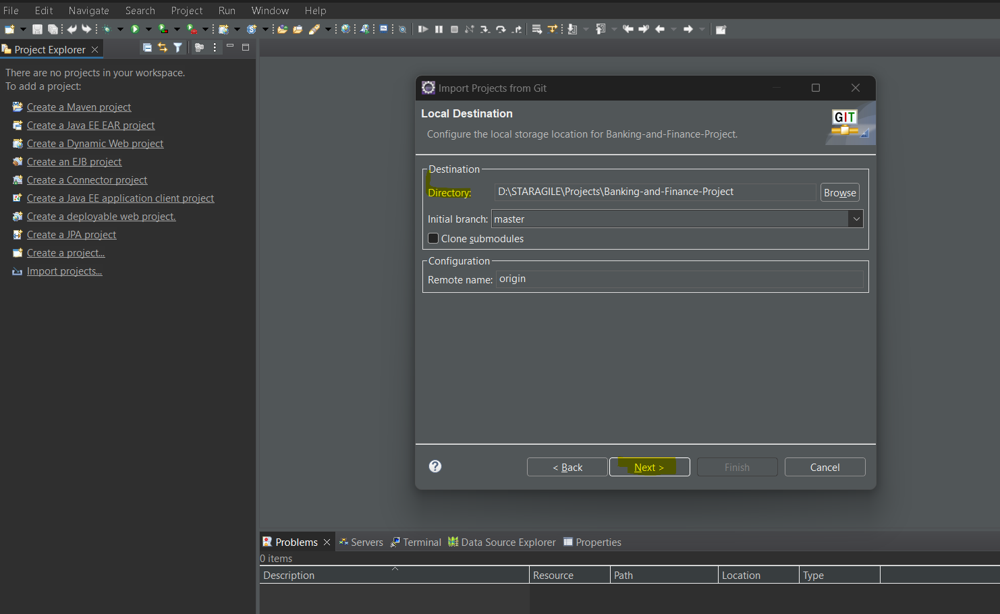 File Edit Navigate Search Project Run Window Help
Project Explorer
There are no projects in your workspace.
To add a project:
Create a Maven project
Create a Java EE EAR project
Create a Dynamic Web project
Create an EJB project
Create a Connector project
Create a Java EE application client project
Create a deployable web project.
Create a JPA project
Create a project...
Import projects...
Import Projects from Git
Local Destination
Configure the local storage location for Banking-and-Finance-Project.
GIT
Destination
Directory: D:\STARAGILE\Projects\Banking-and-Finance-Project Browse
Initial branch: master
Clone submodules
Configuration
Remote name: origin
? < Back Next > Finish Cancel
Problems Servers Terminal Data Source Explorer Properties
0 items
Description Resource Path Location Type